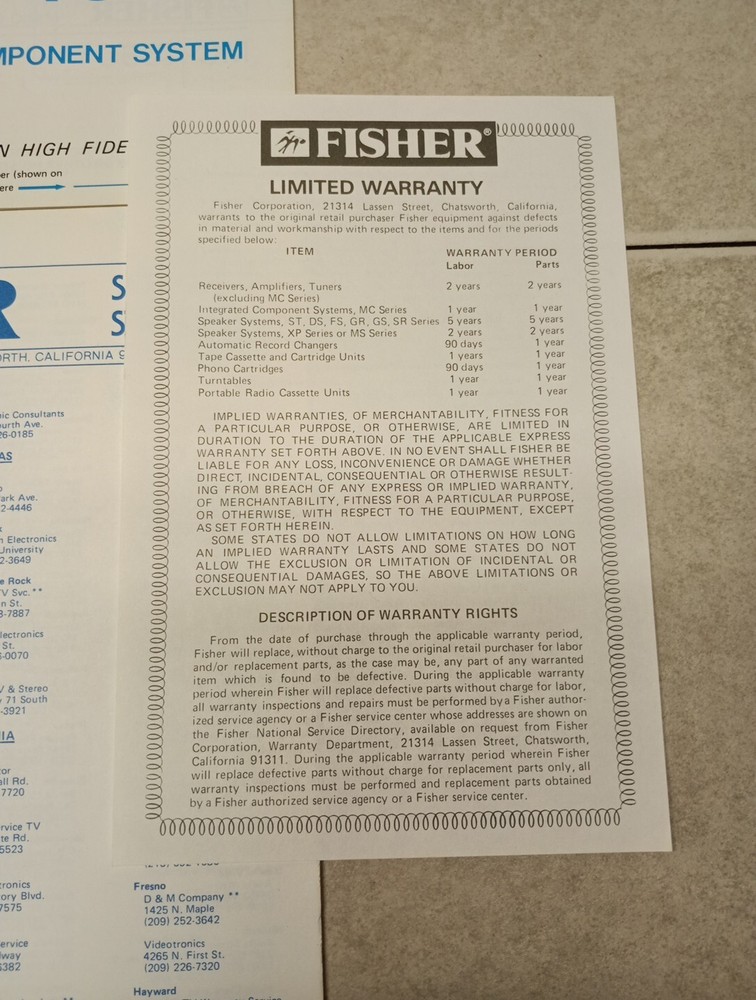 MPONENT SYSTEM
N HIGH FIDE
er (shown on
ere
R
S
S
ORTH, CALIFORNIA 9
ic Consultants
ourth Ave.
26-0185
AS
ark Ave.
2-4446
n Electronics
University
2-3649
e Rock
V Svc.**
n St.
3-7887
lectronics
St.
-0070
V & Stereo
71 South
-3921
IA
or
all Rd.
7720
rvice TV
te Rd.
5523
tronics
ory Blvd.
7575
ervice
way
6382
FISHER®
LIMITED WARRANTY
Fisher Corporation, 21314 Lassen Street, Chatsworth, California,
warrants to the original retail purchaser Fisher equipment against defects
in material and workmanship with respect to the items and for the periods
specified below:
ITEM WARRANTY PERIOD
Labor Parts
Receivers, Amplifiers, Tuners 2 years 2 years
(excluding MC Series)
Integrated Component Systems, MC Series 1 year 1 year
Speaker Systems, ST, DS, FS, GR, GS, SR Series 5 years 5 years
Speaker Systems, XP Series or MS Series 2 years 2 years
Automatic Record Changers 90 days 1 year
Tape Cassette and Cartridge Units 1 years 1 year
Phono Cartridges 90 days 1 year
Turntables 1 year 1 year
Portable Radio Cassette Units 1 year 1 year
IMPLIED WARRANTIES, OF MERCHANTABILITY, FITNESS FOR
A PARTICULAR PURPOSE, OR OTHERWISE, ARE LIMITED IN
DURATION TO THE DURATION OF THE APPLICABLE EXPRESS
WARRANTY SET FORTH ABOVE. IN NO EVENT SHALL FISHER BE
LIABLE FOR ANY LOSS, INCONVENIENCE OR DAMAGE WHETHER
DIRECT, INCIDENTAL, CONSEQUENTIAL OR OTHERWISE RESULT-
ING FROM BREACH OF ANY EXPRESS OR IMPLIED WARRANTY,
OF MERCHANTABILITY, FITNESS FOR A PARTICULAR PURPOSE,
OR OTHERWISE, WITH RESPECT TO THE EQUIPMENT, EXCEPT
AS SET FORTH HEREIN.
SOME STATES DO NOT ALLOW LIMITATIONS ON HOW LONG
AN IMPLIED WARRANTY LASTS AND SOME STATES DO NOT
ALLOW THE EXCLUSION OR LIMITATION OF INCIDENTAL OR
CONSEQUENTIAL DAMAGES, SO THE ABOVE LIMITATIONS OR
EXCLUSION MAY NOT APPLY TO YOU.
DESCRIPTION OF WARRANTY RIGHTS
From the date of purchase through the applicable warranty period,
Fisher will replace, without charge to the original retail purchaser for labor
and/or replacement parts, as the case may be, any part of any warranted
item which is found to be defective. During the applicable warranty
period wherein Fisher will replace defective parts without charge for labor,
all warranty inspections and repairs must be performed by a Fisher author-
ized service agency or a Fisher service center whose addresses are shown on
the Fisher National Service Directory, available on request from Fisher
Corporation, Warranty Department, 21314 Lassen Street, Chatsworth,
California 91311. During the applicable warranty period wherein Fisher
will replace defective parts without charge for replacement parts only, all
warranty inspections must be performed and replacement parts obtained
by a Fisher authorized service agency or a Fisher service center.
Fresno
D & M Company **
1425 N. Maple
(209) 252-3642
Videotronics
4265 N. First St.
(209) 226-7320
Hayward